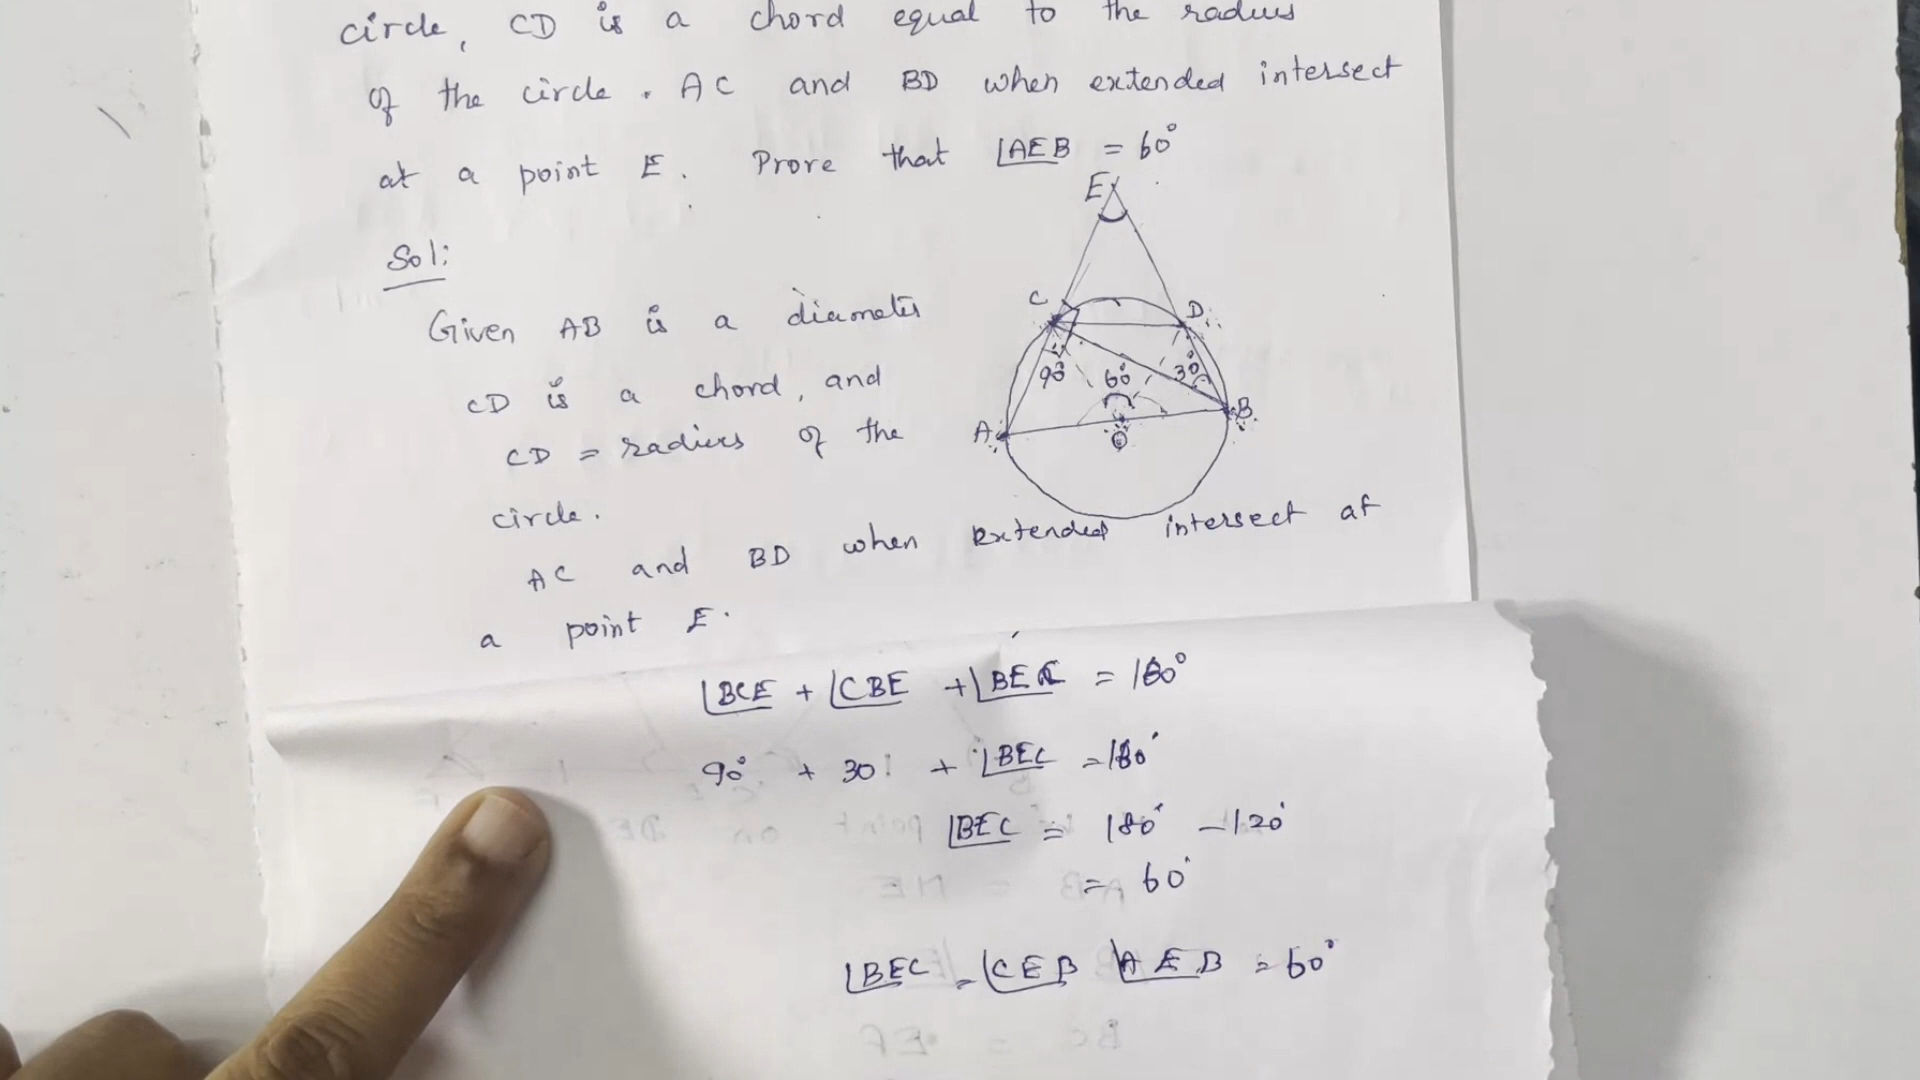 circle, CD is a chord equal to the radius
of the circle. AC and BD when extended intersect
at a point E. Prove that ∠AEB = 60°
E
Sol:
C D
Given AB is a diameter
90° 60° 30°
CD is a chord, and
A O B
CD = radius of the
circle.
AC and BD when extended intersect at
a point E.
∠BCE + ∠CBE + ∠BEC = 180°
90° + 30° + ∠BEC = 180°
∠BEC = 180° - 120°
= 60°
∠BEC = ∠CEB ∠AEB = 60°